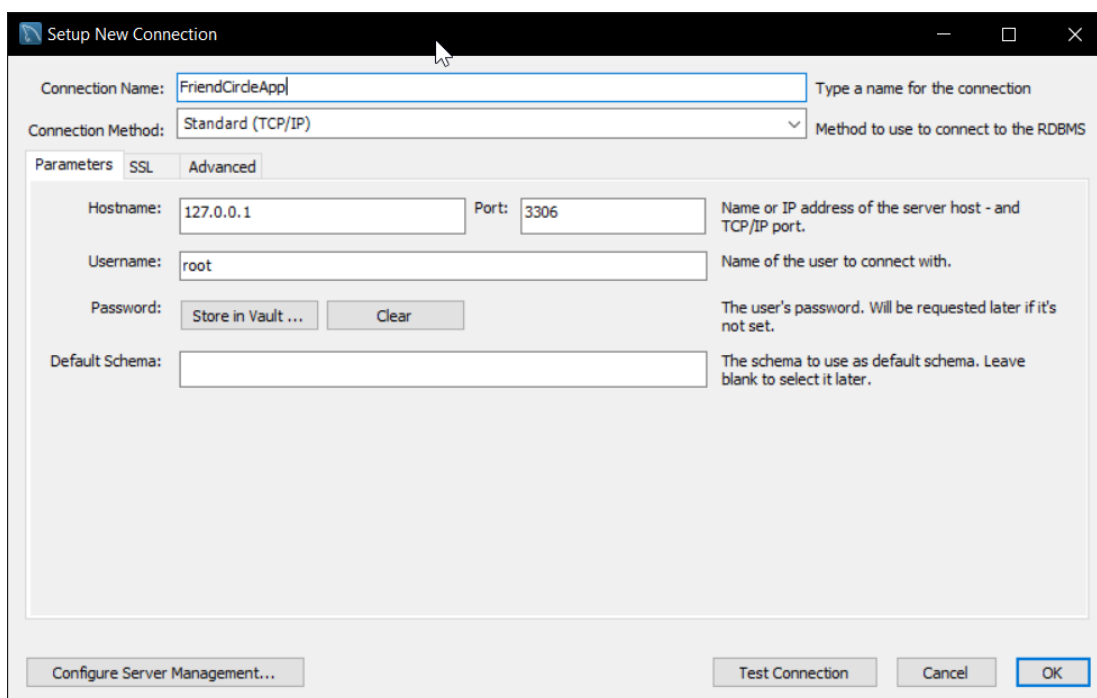 Setup New Connection
Connection Name: FriendCircleApp Type a name for the connection
Connection Method: Standard (TCP/IP) Method to use to connect to the RDBMS
Parameters SSL Advanced
Hostname: 127.0.0.1 Port: 3306 Name or IP address of the server host - and
TCP/IP port.
Username: root Name of the user to connect with.
Password: Store in Vault ... Clear The user's password. Will be requested later if it's
not set.
Default Schema: The schema to use as default schema. Leave
blank to select it later.
Configure Server Management... Test Connection Cancel OK